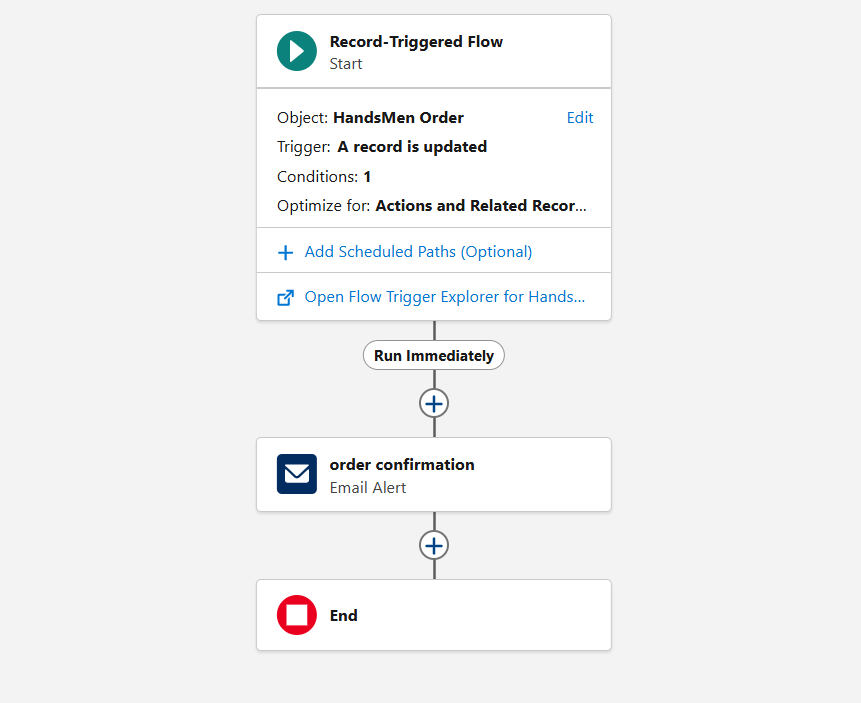 Record-Triggered Flow
Start
Object: HandsMen Order Edit
Trigger: A record is updated
Conditions: 1
Optimize for: Actions and Related Recor...
Add Scheduled Paths (Optional)
Open Flow Trigger Explorer for Hands...
Run Immediately
order confirmation
Email Alert
End